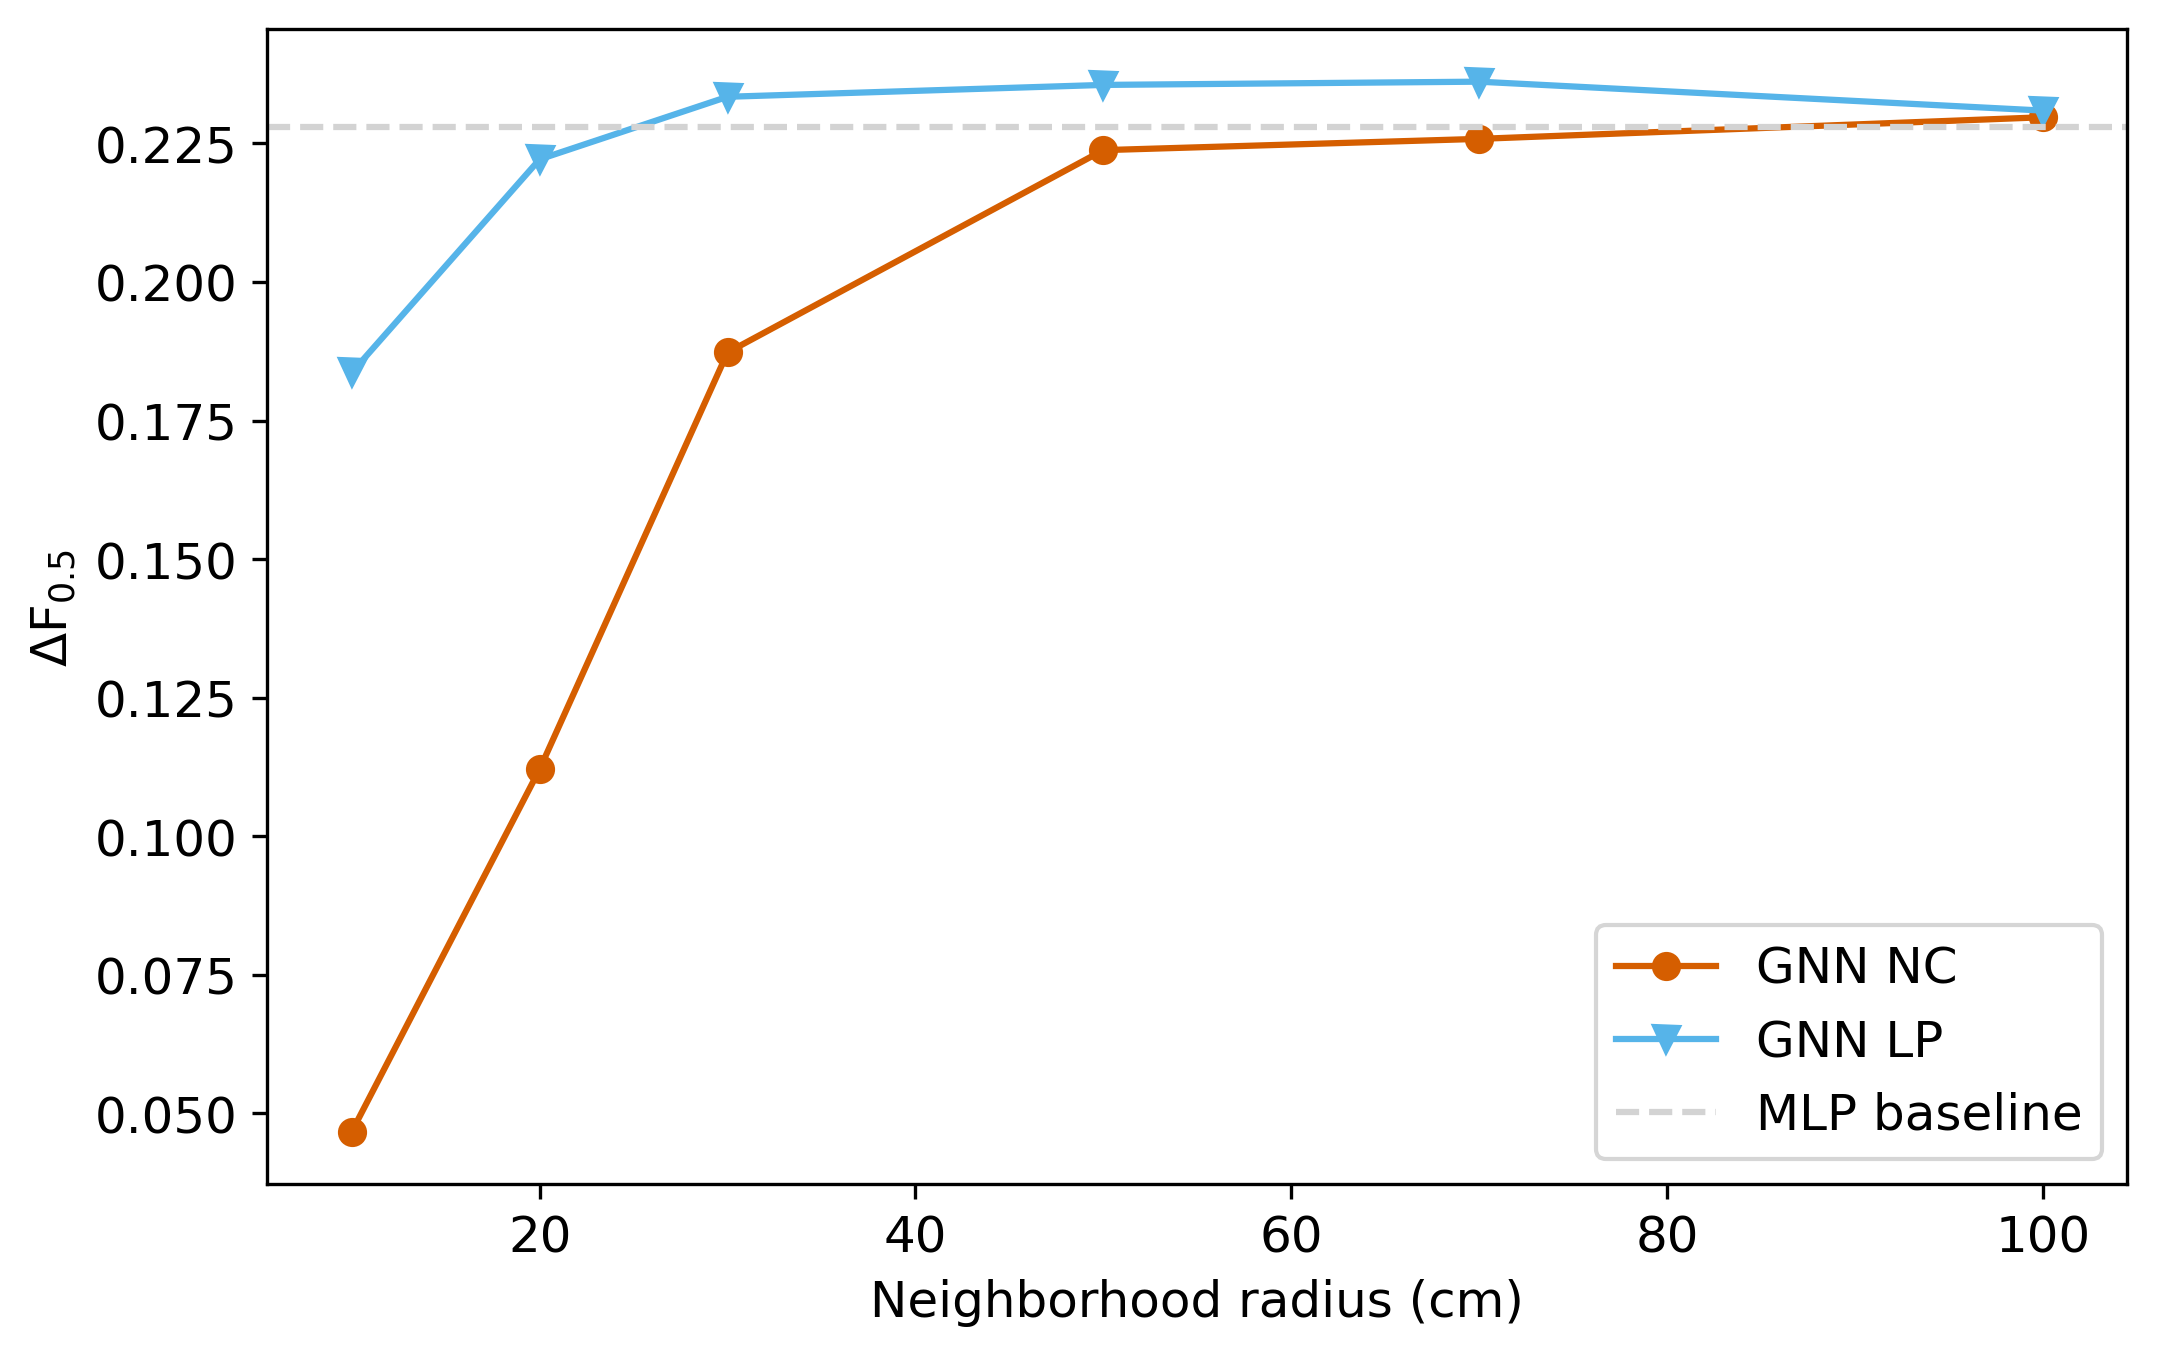 0.225
0.200
0.175
0.150
0.125
0.100
0.075
0.050
ΔF0.5
20 40 60 80 100
Neighborhood radius (cm)
GNN NC
GNN LP
MLP baseline